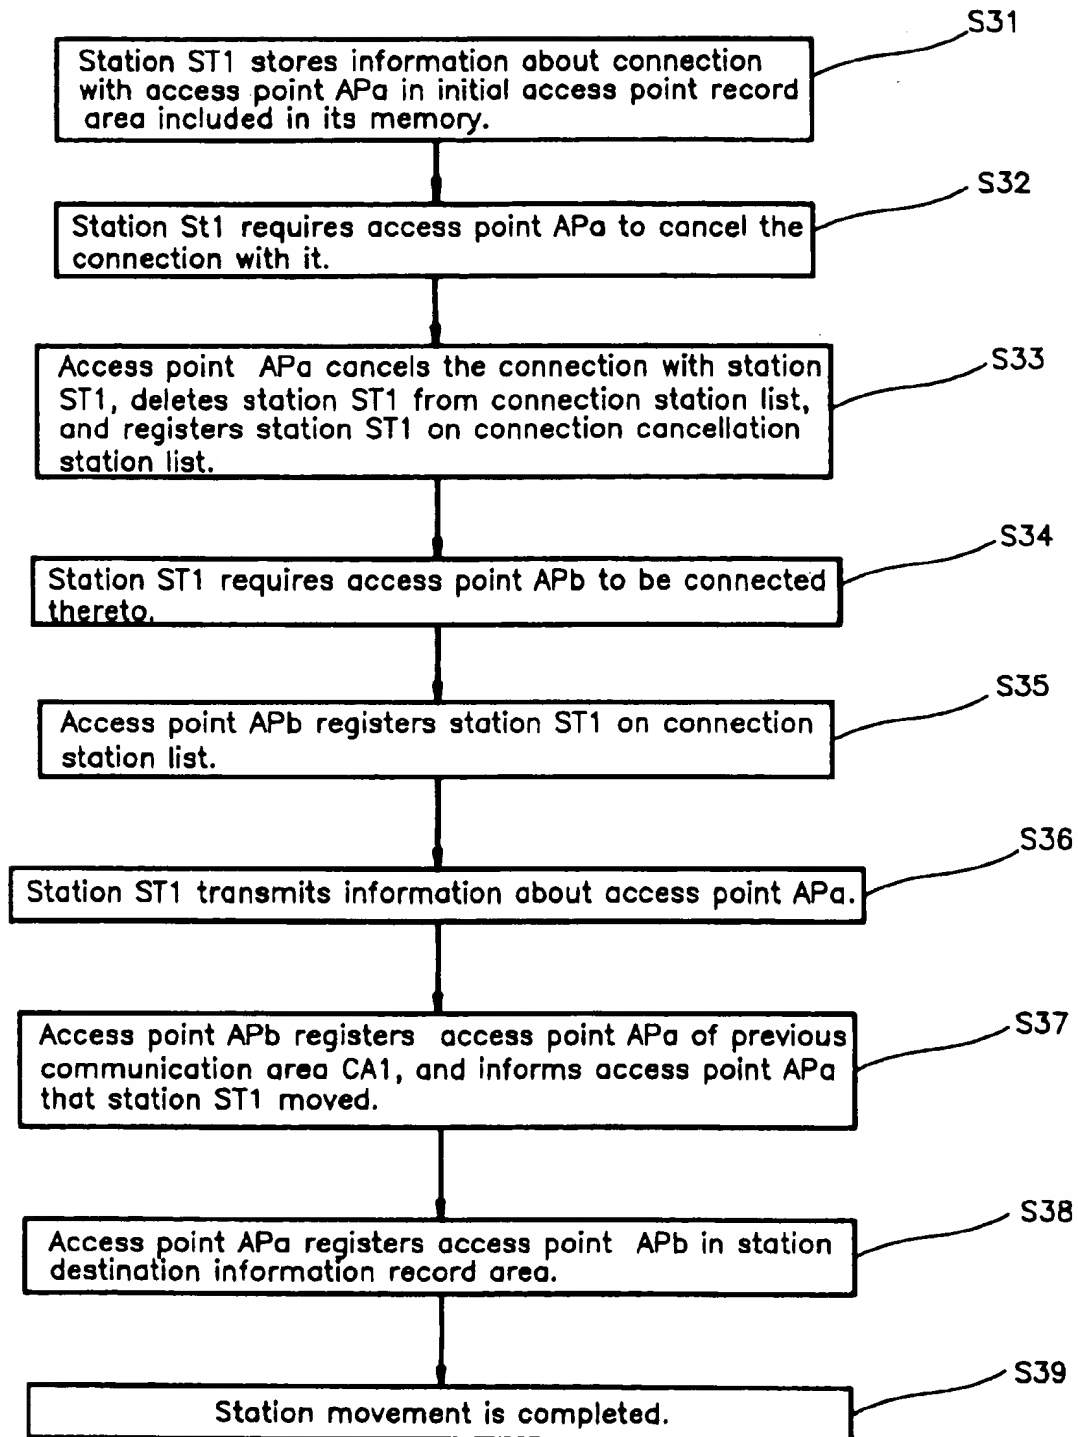 S31
Station ST1 stores information about connection
with access point APa in initial access point record
area included in its memory.
S32
Station St1 requires access point APa to cancel the
connection with it.
S33
Access point APa cancels the connection with station
ST1, deletes station ST1 from connection station list,
and registers station ST1 on connection cancellation
station list.
S34
Station ST1 requires access point APb to be connected
thereto.
S35
Access point APb registers station ST1 on connection
station list.
S36
Station ST1 transmits information about access point APa.
S37
Access point APb registers access point APa of previous
communication area CA1, and informs access point APa
that station ST1 moved.
S38
Access point APa registers access point APb in station
destination information record area.
S39
Station movement is completed.